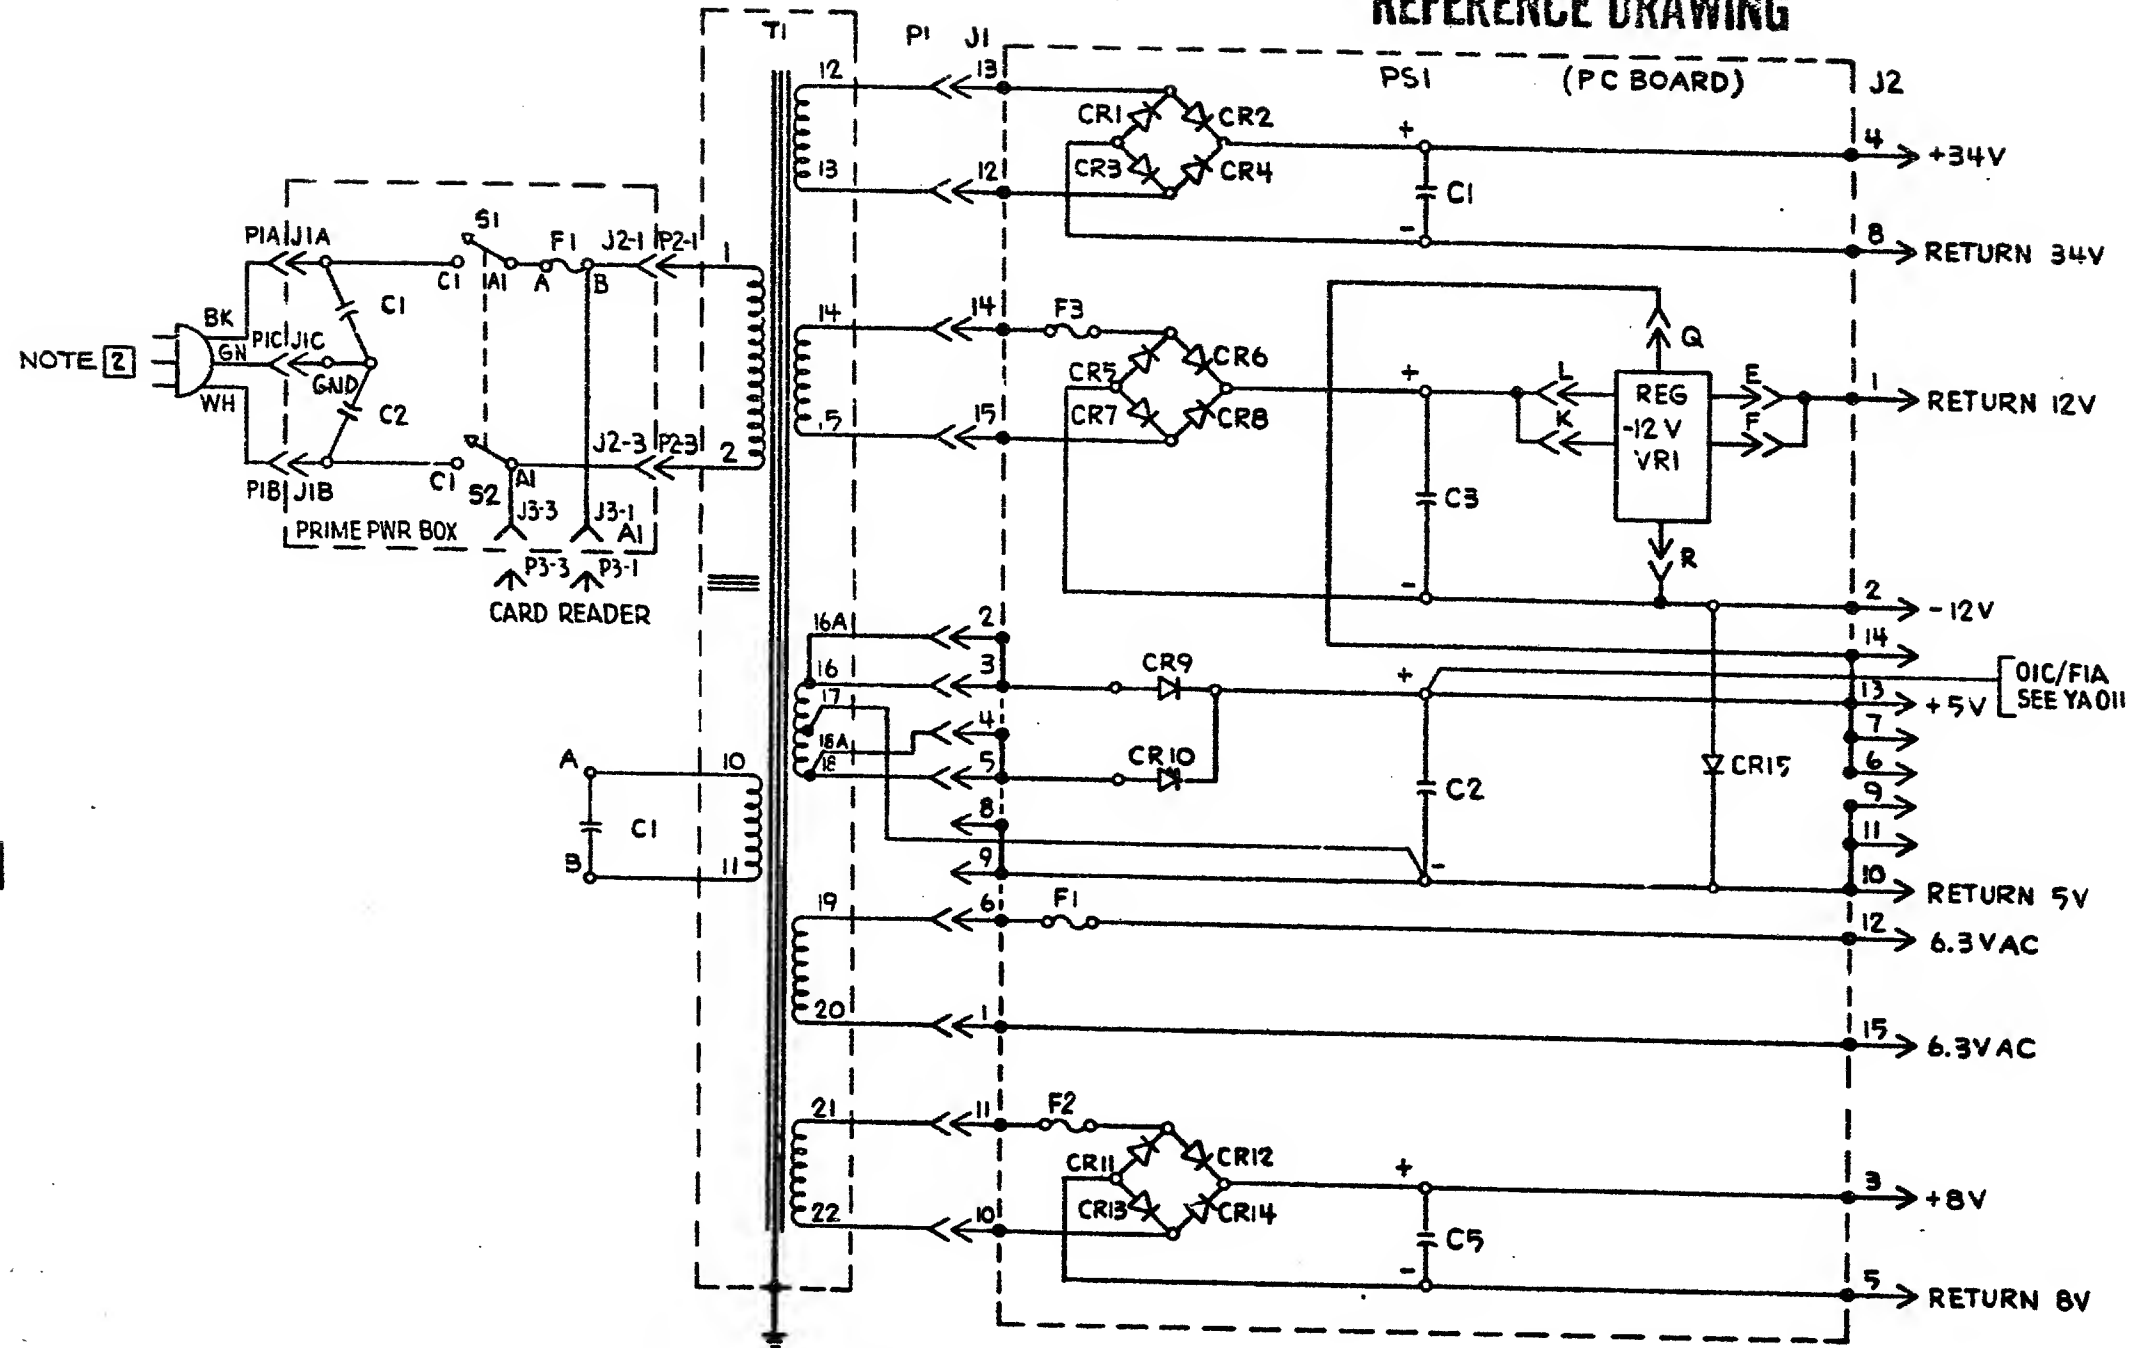 REFERENCE DRAWING
T1
P1 J1
PS1 (PC BOARD) J2
12 13
CR1 CR2
CR3 CR4
13 12
+ C1 -
4 +34V
8 RETURN 34V
P1A J1A S1 F1 J2-1 P2-1 1
C1 C1 A1 A B
BK
P1C J1C
GN
NOTE 2
GND
WH C2
P1B J1B C1 A1 S2 J2-3 P2-3 2
J3-3 J3-1
PRIME PWR BOX A1
P3-3 P3-1
CARD READER
14 14 F3
CR5 CR6
CR7 CR8
15 15
+ C3 -
Q
L REG E
K -12V F
VR1
R
1 RETURN 12V
2 -12V
14
16A 2
16 3 CR9
17
4
18A
18 5 CR10
8
9
+ C2 -
CR15
01C/F1A
SEE YA011
13 +5V
7
6
9
11
10 RETURN 5V
A 10
C1
B 11
19 6 F1 12 6.3VAC
20 1 15 6.3VAC
21 11 F2
CR11 CR12
CR13 CR14
22 10
+ C5 -
3 +8V
5 RETURN 8V